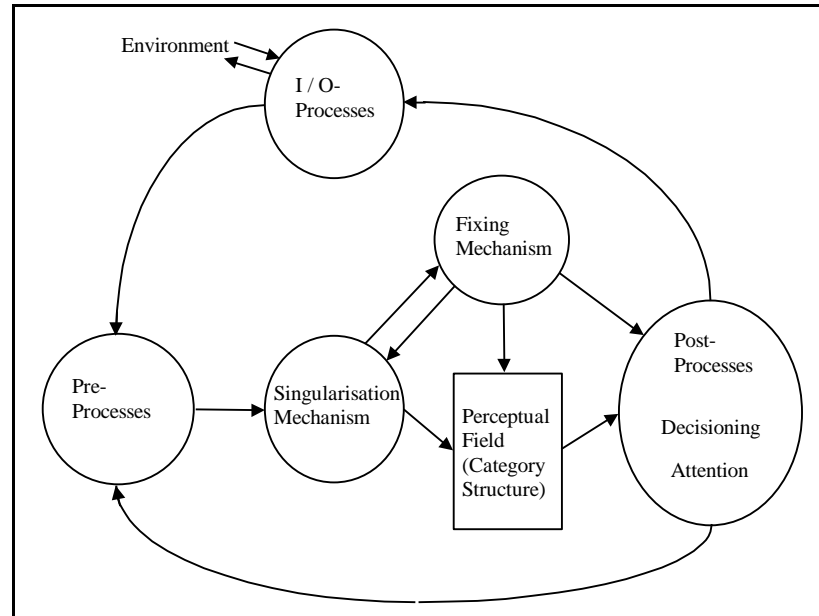 Environment
I / O-
Processes
Fixing
Mechanism
Pre-
Processes
Singularisation
Mechanism
Perceptual
Field
(Category
Structure)
Post-
Processes
Decisioning
Attention